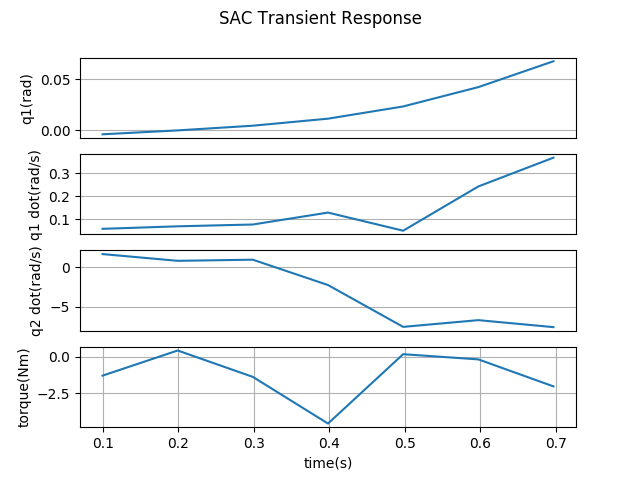 SAC Transient Response
q1(rad)
0.05
0.00
q1 dot(rad/s)
0.3
0.2
0.1
q2 dot(rad/s)
0
−5
torque(Nm)
0.0
−2.5
0.1 0.2 0.3 0.4 0.5 0.6 0.7
time(s)